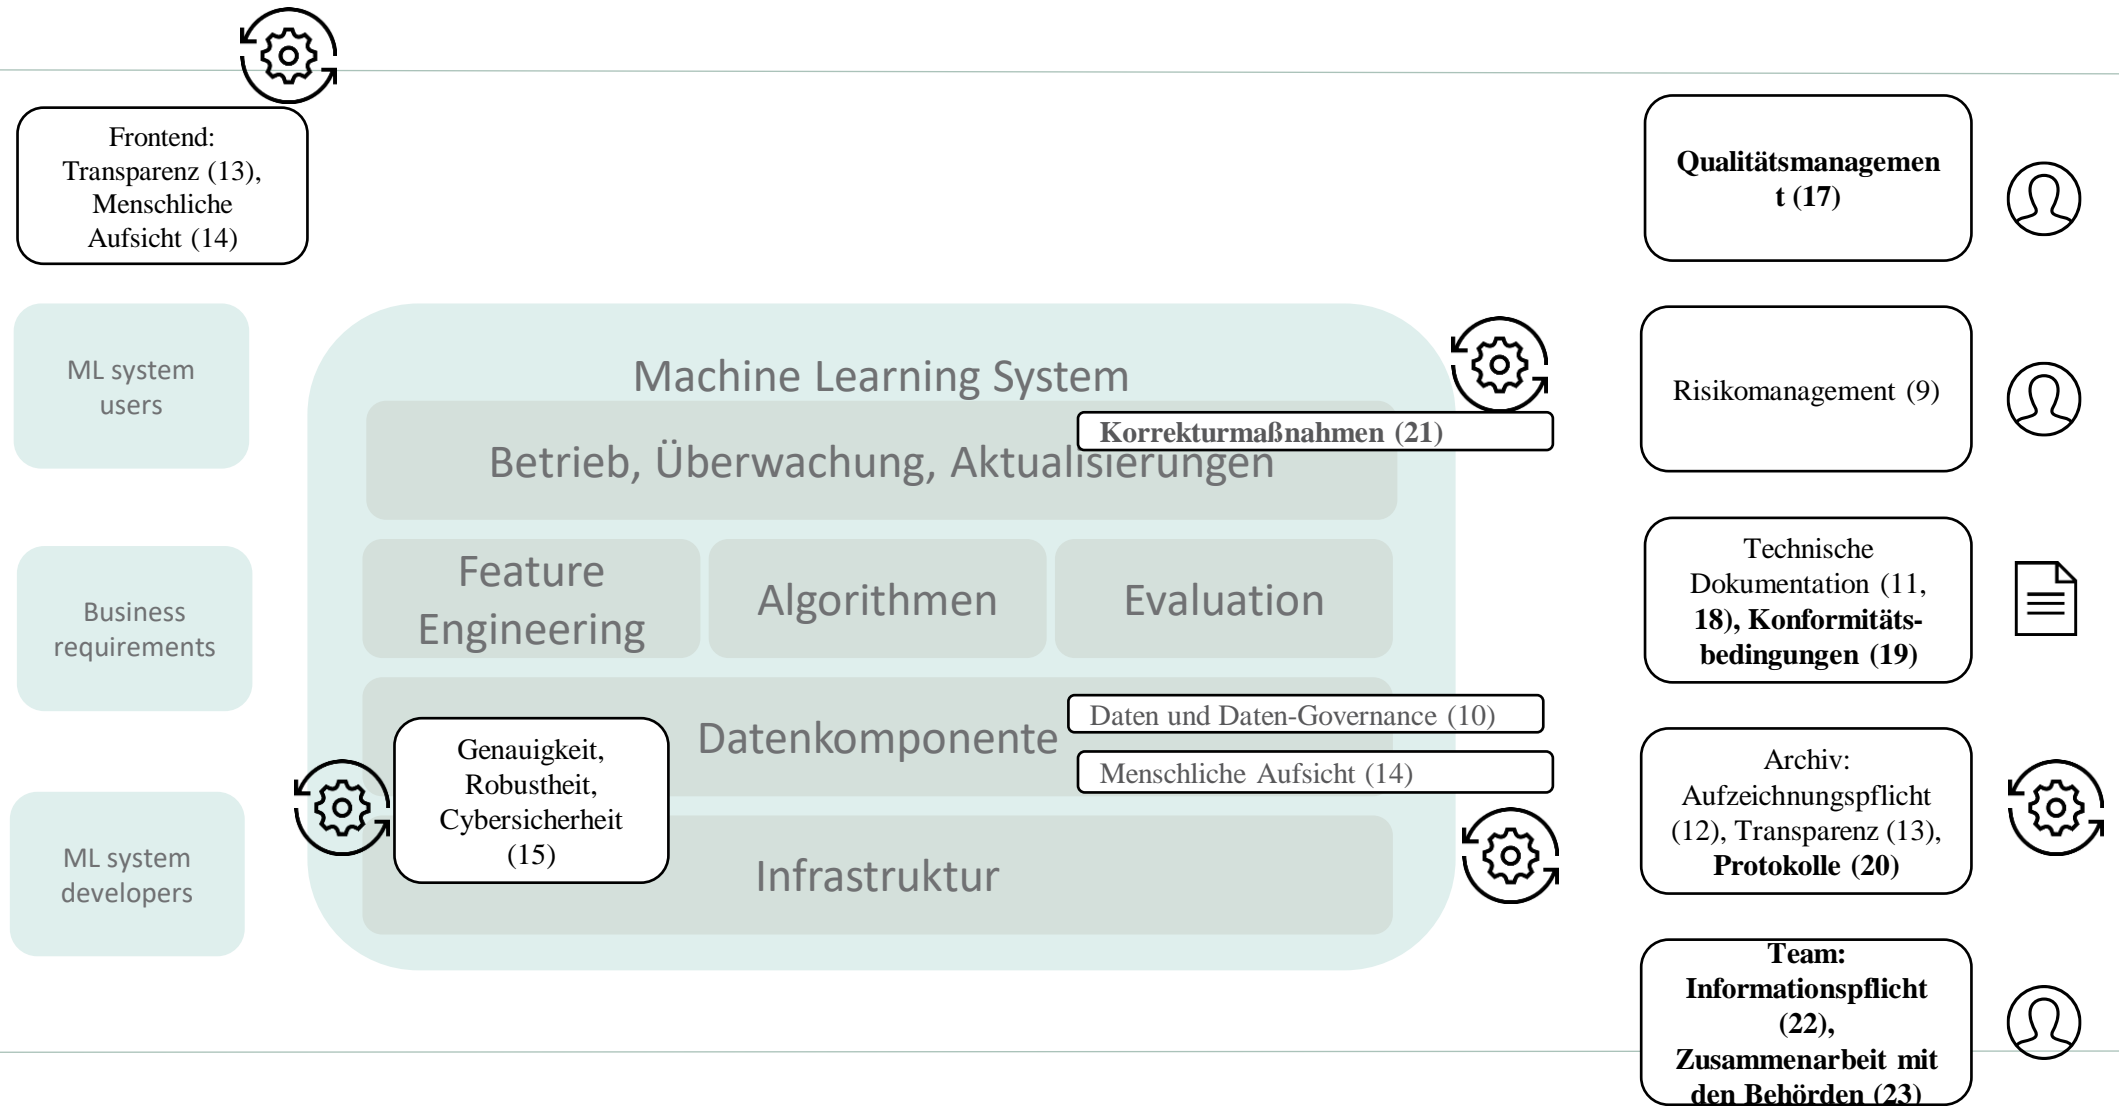 Frontend:
Transparenz (13),
Menschliche
Aufsicht (14)
ML system
users
Business
requirements
ML system
developers
Machine Learning System
Korrekturmaßnahmen (21)
Betrieb, Überwachung, Aktualisierungen
Feature
Engineering
Algorithmen
Evaluation
Daten und Daten-Governance (10)
Datenkomponente
Menschliche Aufsicht (14)
Genauigkeit,
Robustheit,
Cybersicherheit
(15)
Infrastruktur
Qualitätsmanagemen
t (17)
Risikomanagement (9)
Technische
Dokumentation (11,
18), Konformitäts-
bedingungen (19)
Archiv:
Aufzeichnungspflicht
(12), Transparenz (13),
Protokolle (20)
Team:
Informationspflicht
(22),
Zusammenarbeit mit
den Behörden (23)